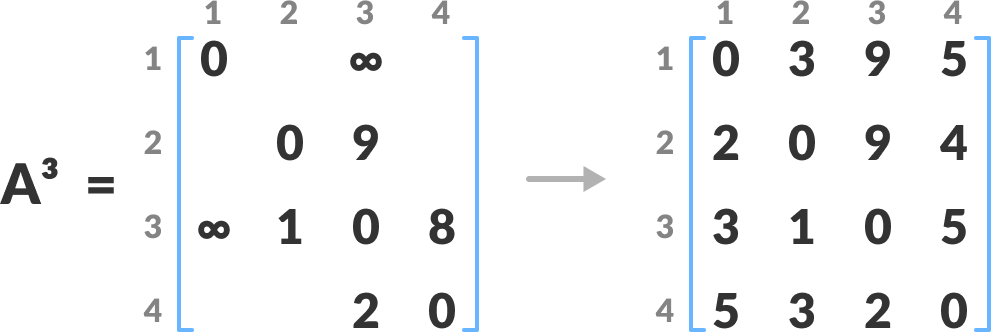 1 2 3 4 1 2 3 4
1 0 ∞ 1 0 3 9 5
2 0 9 2 2 0 9 4
A³ =
3 ∞ 1 0 8 3 3 1 0 5
4 2 0 4 5 3 2 0